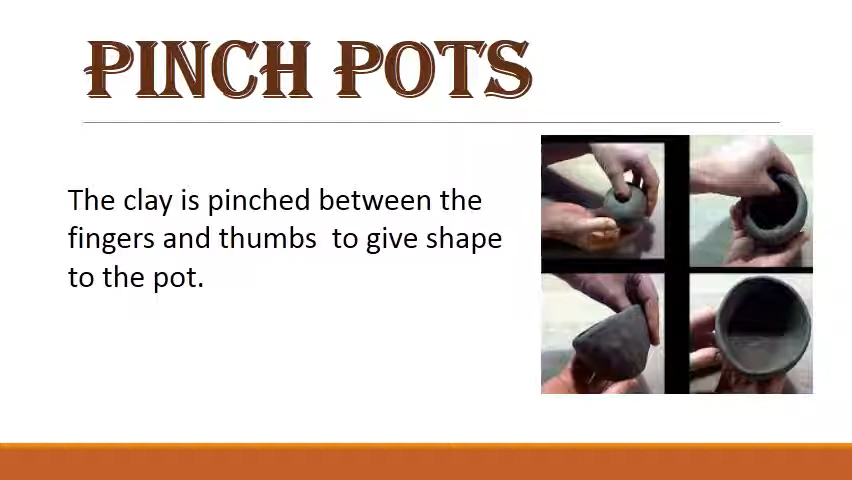 PINCH POTS
The clay is pinched between the
fingers and thumbs  to give shape
to the pot.